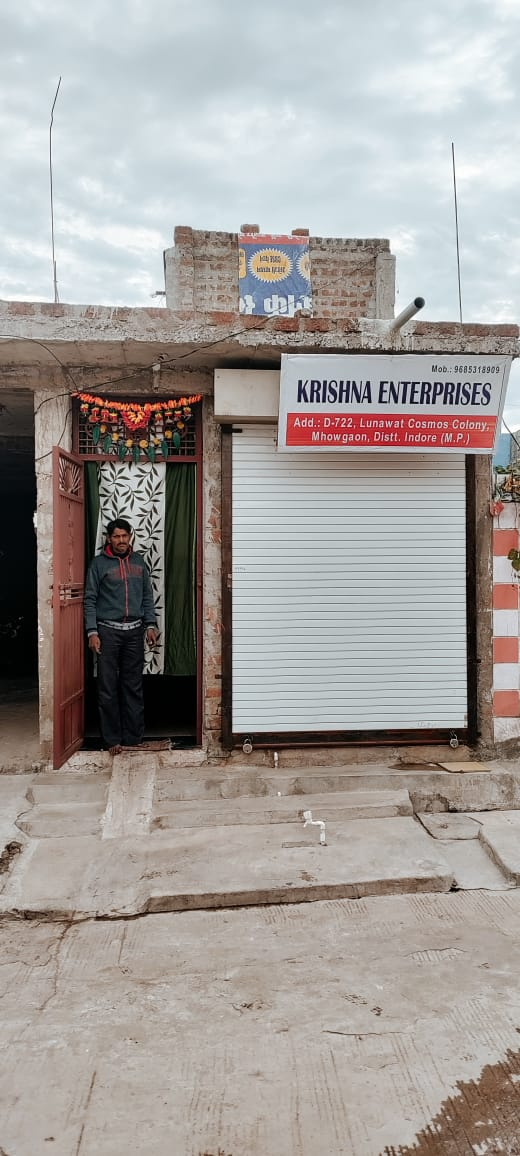 Mob.: 9685318909
KRISHNA ENTERPRISES
Add.: D-722, Lunawat Cosmos Colony,
Mhowgaon, Distt. Indore (M.P.)